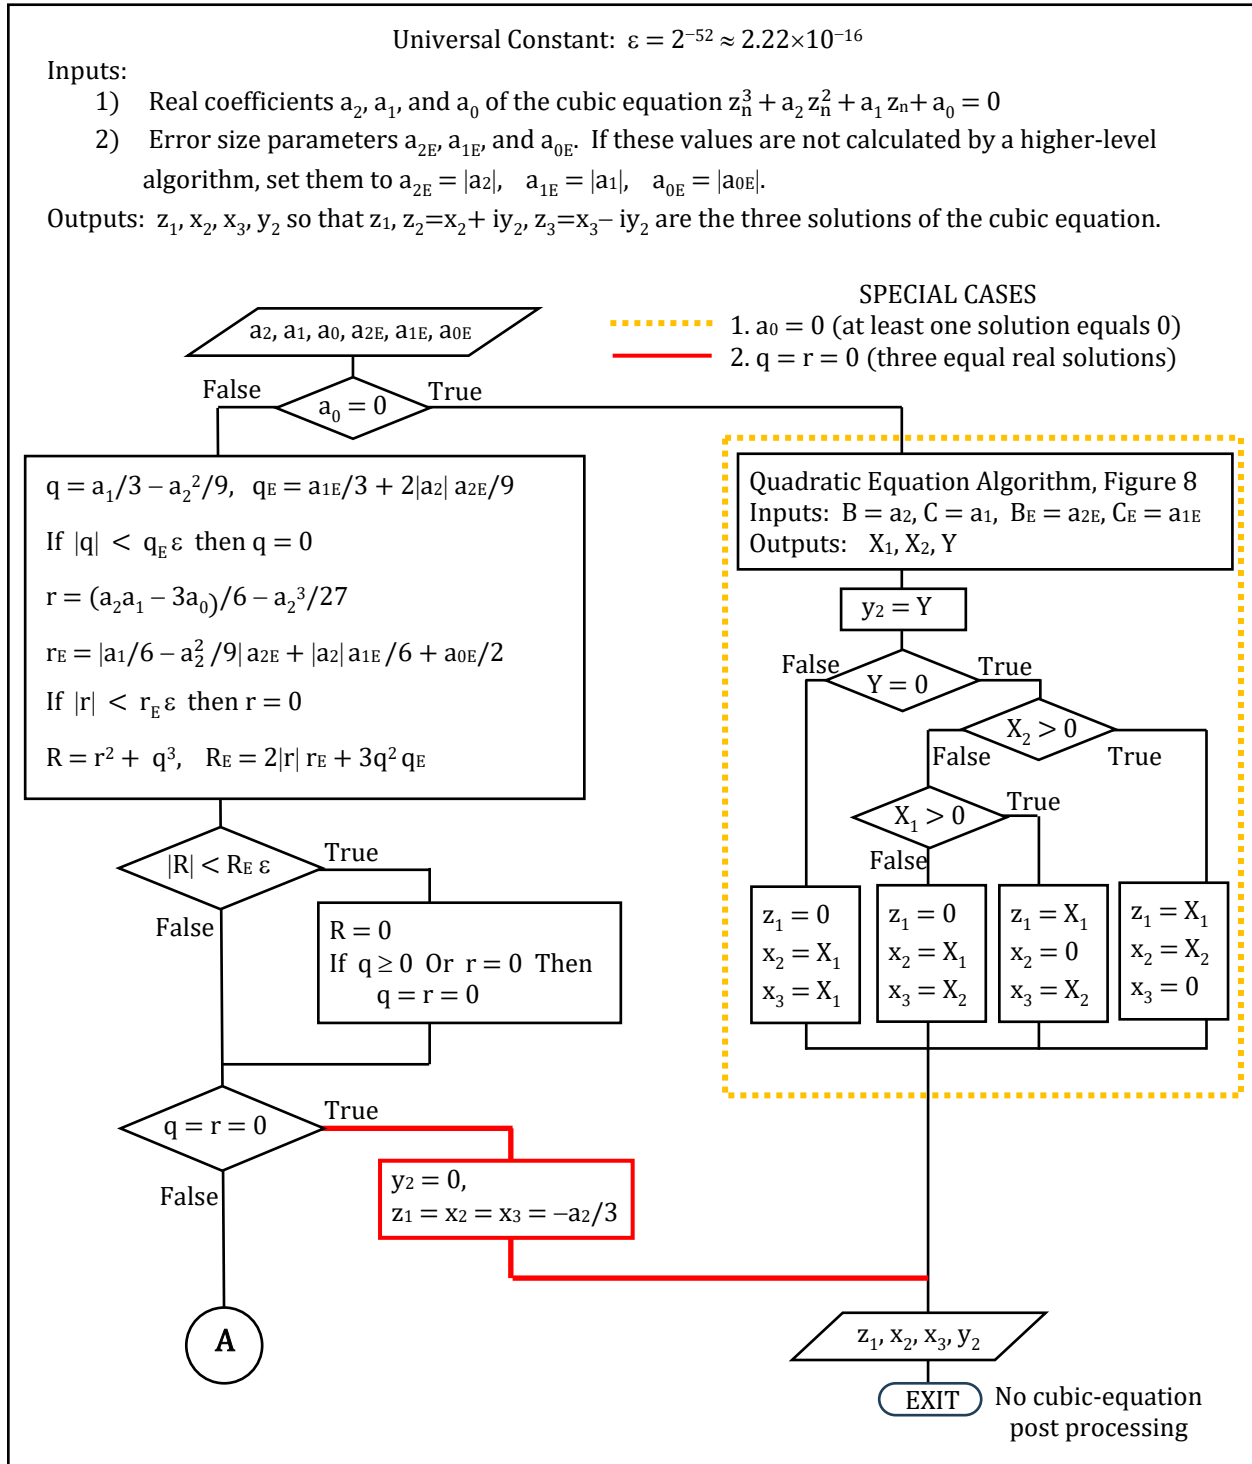 Universal Constant: ε = 2⁻⁵² ≈ 2.22×10⁻¹⁶
Inputs:
1) Real coefficients a₂, a₁, and a₀ of the cubic equation zₙ³ + a₂ zₙ² + a₁ zₙ + a₀ = 0
2) Error size parameters a₂E, a₁E, and a₀E. If these values are not calculated by a higher-level
algorithm, set them to a₂E = |a₂|, a₁E = |a₁|, a₀E = |a₀E|.
Outputs: z₁, x₂, x₃, y₂ so that z₁, z₂=x₂+ iy₂, z₃=x₃− iy₂ are the three solutions of the cubic equation.
SPECIAL CASES
1. a₀ = 0 (at least one solution equals 0)
2. q = r = 0 (three equal real solutions)
a₂, a₁, a₀, a₂E, a₁E, a₀E
False
True
a₀ = 0
q = a₁/3 − a₂²/9, qE = a₁E/3 + 2|a₂| a₂E/9
If |q| < qE ε then q = 0
r = (a₂a₁ − 3a₀)/6 − a₂³/27
rE = |a₁/6 − a₂²/9| a₂E + |a₂| a₁E/6 + a₀E/2
If |r| < rE ε then r = 0
R = r² + q³, RE = 2|r| rE + 3q² qE
|R| < RE ε
True
False
R = 0
If q ≥ 0 Or r = 0 Then
q = r = 0
q = r = 0
True
False
y₂ = 0,
z₁ = x₂ = x₃ = −a₂/3
A
Quadratic Equation Algorithm, Figure 8
Inputs: B = a₂, C = a₁, BE = a₂E, CE = a₁E
Outputs: X₁, X₂, Y
y₂ = Y
False
True
Y = 0
X₂ > 0
False
True
X₁ > 0
True
False
z₁ = 0
x₂ = X₁
x₃ = X₁
z₁ = 0
x₂ = X₁
x₃ = X₂
z₁ = X₁
x₂ = 0
x₃ = X₂
z₁ = X₁
x₂ = X₂
x₃ = 0
z₁, x₂, x₃, y₂
EXIT
No cubic-equation
post processing